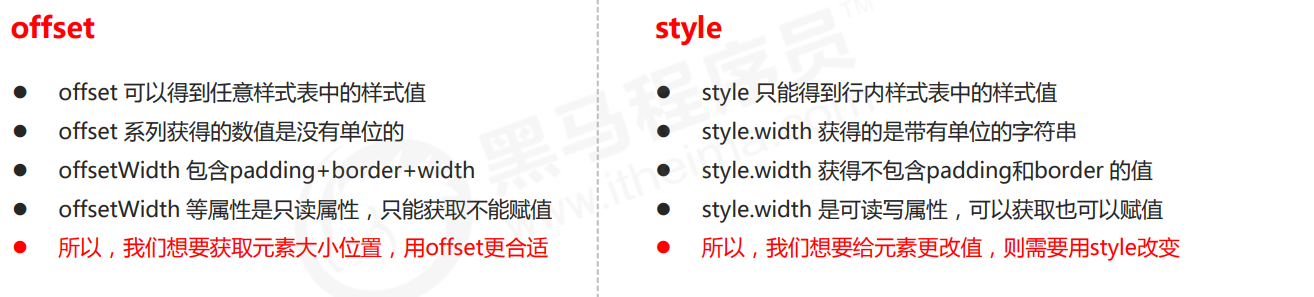 offset
offset 可以得到任意样式表中的样式值
offset 系列获得的数值是没有单位的
offsetWidth 包含padding+border+width
offsetWidth 等属性是只读属性，只能获取不能赋值
所以，我们想要获取元素大小位置，用offset更合适
style
style 只能得到行内样式表中的样式值
style.width 获得的是带有单位的字符串
style.width 获得不包含padding和border 的值
style.width 是可读写属性，可以获取也可以赋值
所以，我们想要给元素更改值，则需要用style改变
黑马程序员™
www.itheima.com